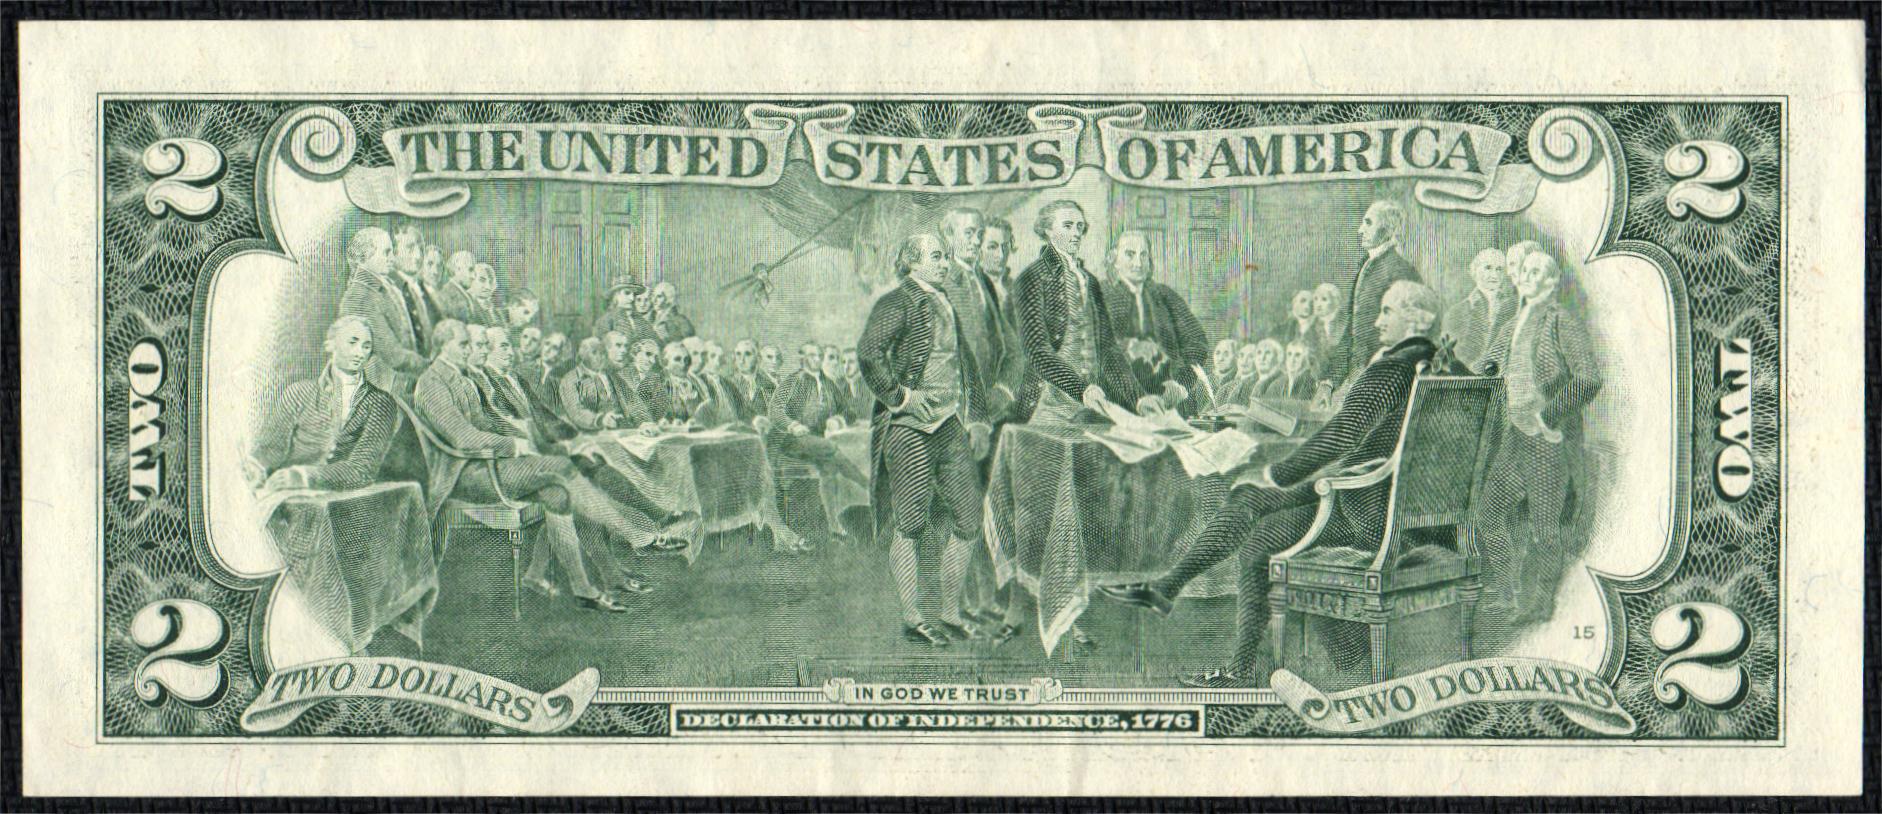 THE UNITED STATES OF AMERICA
2
2
TWO
TWO
2
2
15
TWO DOLLARS
IN GOD WE TRUST
TWO DOLLARS
DECLARATION OF INDEPENDENCE, 1776